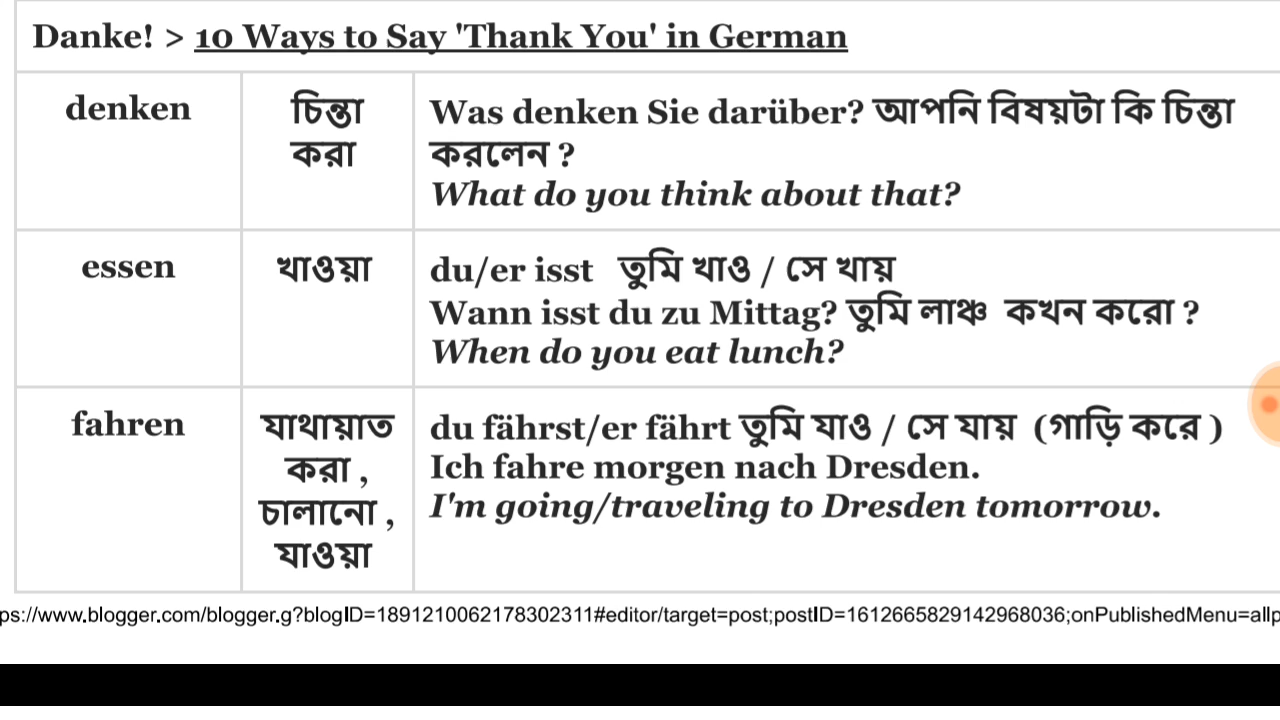 Danke! > 10 Ways to Say 'Thank You' in German
denken
চিন্তা
করা
Was denken Sie darüber? আপনি বিষয়টা কি চিন্তা
করলেন ?
What do you think about that?
essen
খাওয়া
du/er isst তুমি খাও / সে খায়
Wann isst du zu Mittag? তুমি লাঞ্চ কখন করো ?
When do you eat lunch?
fahren
যাথায়াত
করা ,
চালানো ,
যাওয়া
du fährst/er fährt তুমি যাও / সে যায় (গাড়ি করে )
Ich fahre morgen nach Dresden.
I'm going/traveling to Dresden tomorrow.
ps://www.blogger.com/blogger.g?blogID=1891210062178302311#editor/target=post;postID=1612665829142968036;onPublishedMenu=allp